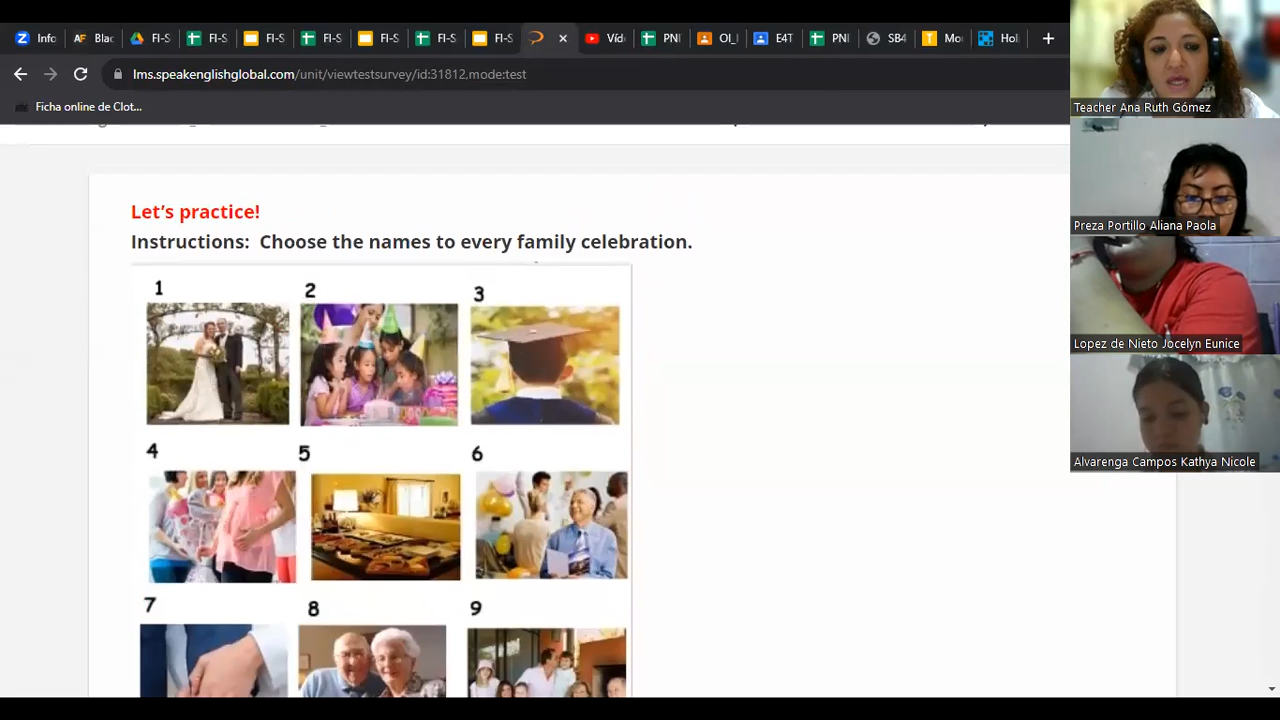 Info
Blac
FI-S
FI-S
FI-S
FI-S
FI-S
FI-S
FI-S
Víd
PNI
OI_I
E4T
PNI
SB4
Mo
Hol
lms.speakenglishglobal.com/unit/viewtestsurvey/id:31812,mode:test
Ficha online de Clot...
Let's practice!
Instructions: Choose the names to every family celebration.
1
2
3
4
5
6
7
8
9
Teacher Ana Ruth Gómez
Preza Portillo Aliana Paola
Lopez de Nieto Jocelyn Eunice
Alvarenga Campos Kathya Nicole